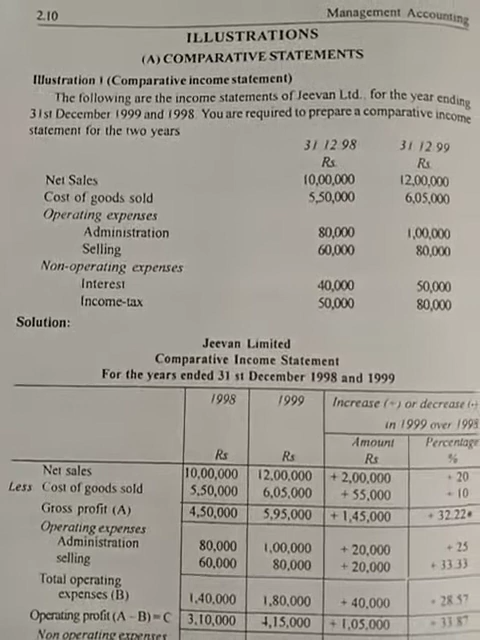 2.10 Management Accounting
ILLUSTRATIONS
(A) COMPARATIVE STATEMENTS
Illustration 1 (Comparative income statement)
The following are the income statements of Jeevan Ltd., for the year ending
31st December 1999 and 1998. You are required to prepare a comparative income
statement for the two years
31 12 98 31 12 99
Rs. Rs
Net Sales 10,00,000 12,00,000
Cost of goods sold 5,50,000 6,05,000
Operating expenses
Administration 80,000 1,00,000
Selling 60,000 80,000
Non-operating expenses
Interest 40,000 50,000
Income-tax 50,000 80,000
Solution:
Jeevan Limited
Comparative Income Statement
For the years ended 31 st December 1998 and 1999
1998 1999 Increase (+) or decrease (-)
in 1999 over 1998
Amount Percentage
Rs Rs Rs %
Net sales 10,00,000 12,00,000 + 2,00,000 + 20
Less Cost of goods sold 5,50,000 6,05,000 + 55,000 + 10
Gross profit (A) 4,50,000 5,95,000 + 1,45,000 + 32.22*
Operating expenses
Administration 80,000 1,00,000 + 20,000 + 25
selling 60,000 80,000 + 20,000 + 33.33
Total operating
expenses (B) 1,40,000 1,80,000 + 40,000 + 28.57
Operating profit (A - B) = C 3,10,000 4,15,000 + 1,05,000 + 33.87
Non operating expenses